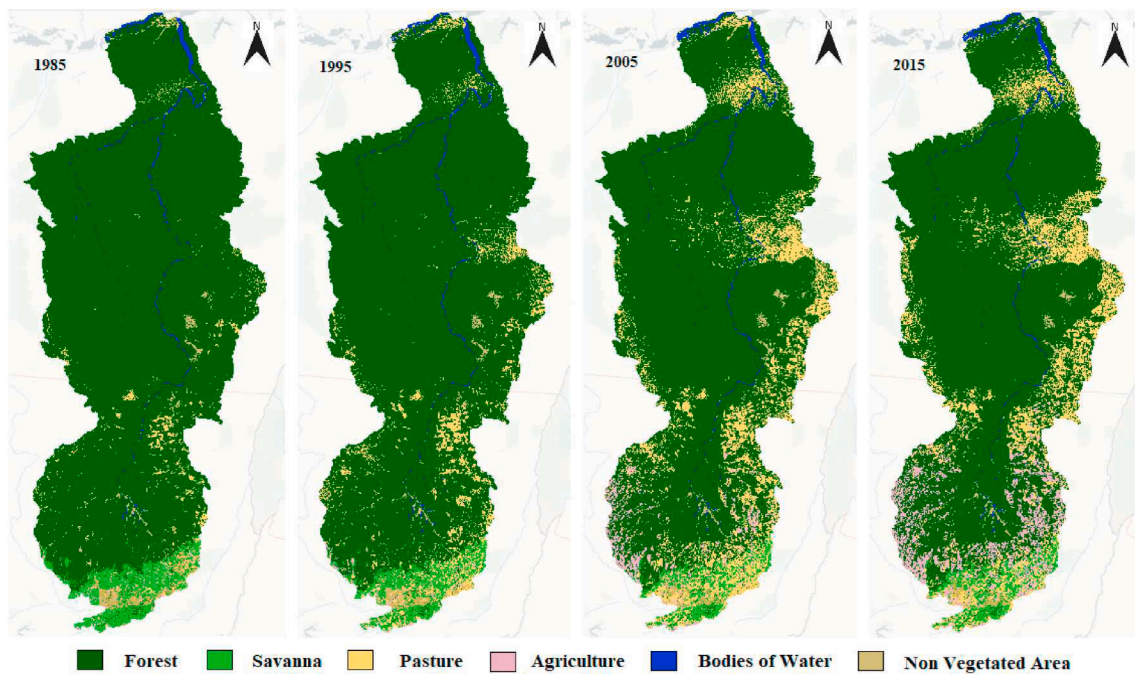 N
1985
N
1995
N
2005
N
2015
Forest
Savanna
Pasture
Agriculture
Bodies of Water
Non Vegetated Area